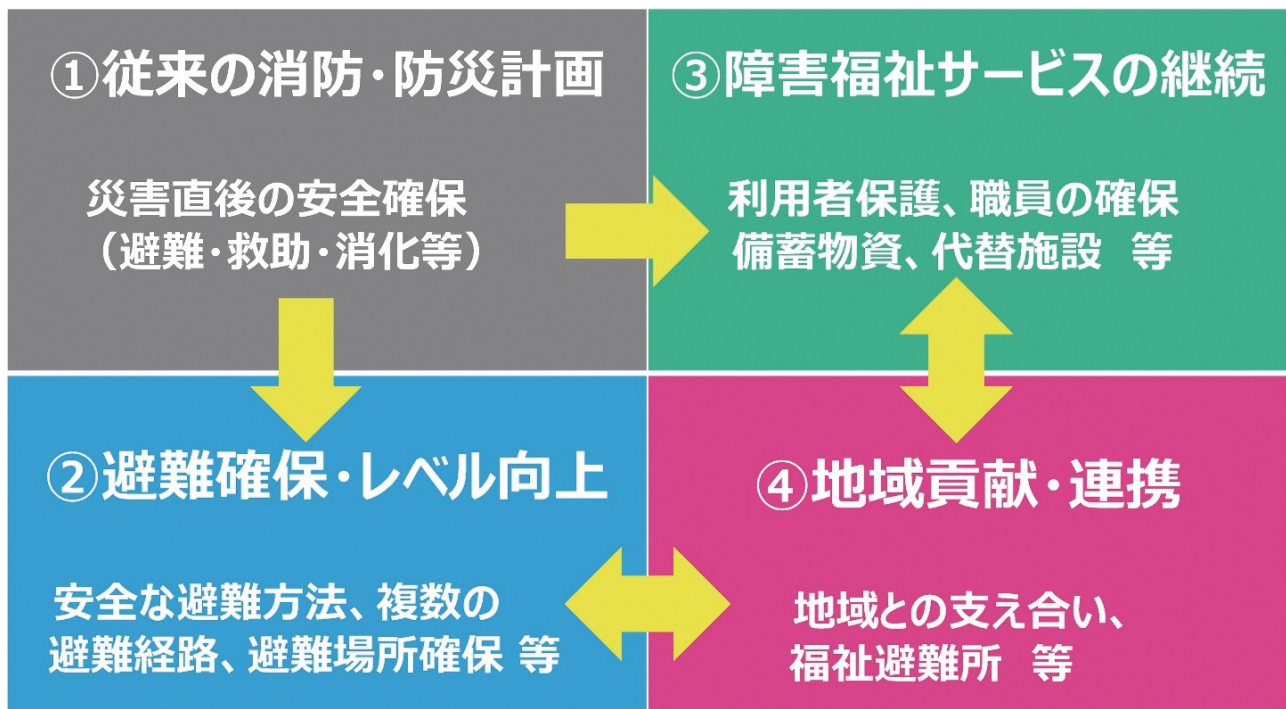 ①従来の消防・防災計画
災害直後の安全確保
（避難・救助・消化等）
②避難確保・レベル向上
安全な避難方法、複数の
避難経路、避難場所確保 等
③障害福祉サービスの継続
利用者保護、職員の確保
備蓄物資、代替施設 等
④地域貢献・連携
地域との支え合い、
福祉避難所 等